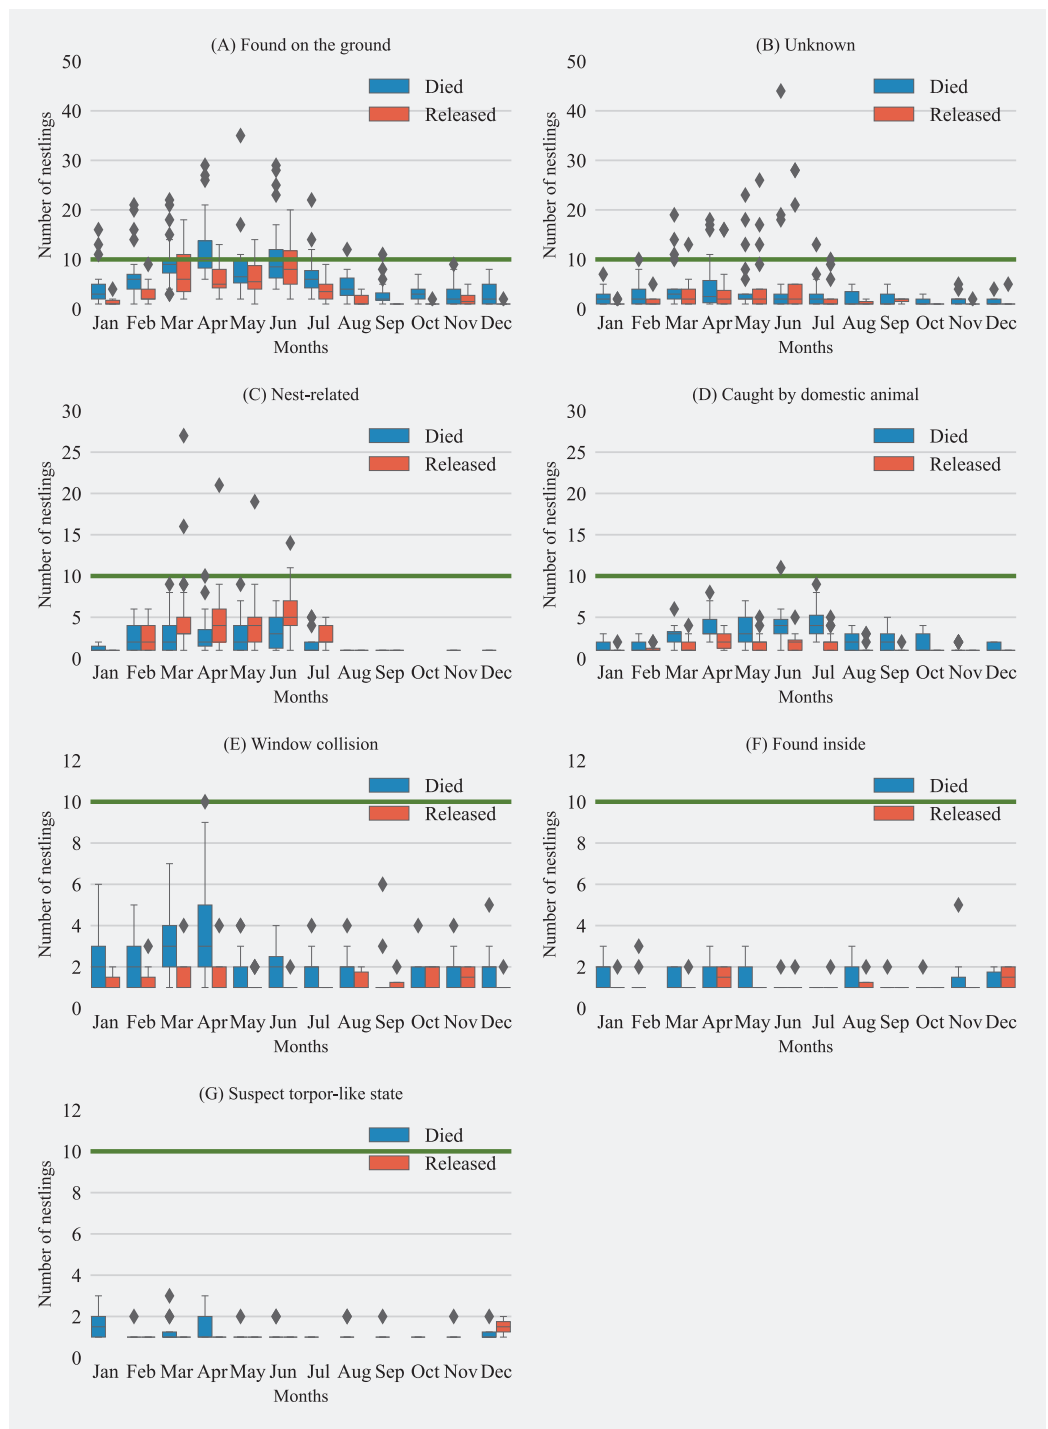 (A) Found on the ground
50
40
30
20
10
0
Number of nestlings
Died
Released
Jan Feb Mar Apr May Jun Jul Aug Sep Oct Nov Dec
Months
(B) Unknown
50
40
30
20
10
0
Number of nestlings
Died
Released
Jan Feb Mar Apr May Jun Jul Aug Sep Oct Nov Dec
Months
(C) Nest-related
30
25
20
15
10
5
0
Number of nestlings
Died
Released
Jan Feb Mar Apr May Jun Jul Aug Sep Oct Nov Dec
Months
(D) Caught by domestic animal
30
25
20
15
10
5
0
Number of nestlings
Died
Released
Jan Feb Mar Apr May Jun Jul Aug Sep Oct Nov Dec
Months
(E) Window collision
12
10
8
6
4
2
0
Number of nestlings
Died
Released
Jan Feb Mar Apr May Jun Jul Aug Sep Oct Nov Dec
Months
(F) Found inside
12
10
8
6
4
2
0
Number of nestlings
Died
Released
Jan Feb Mar Apr May Jun Jul Aug Sep Oct Nov Dec
Months
(G) Suspect torpor-like state
12
10
8
6
4
2
0
Number of nestlings
Died
Released
Jan Feb Mar Apr May Jun Jul Aug Sep Oct Nov Dec
Months